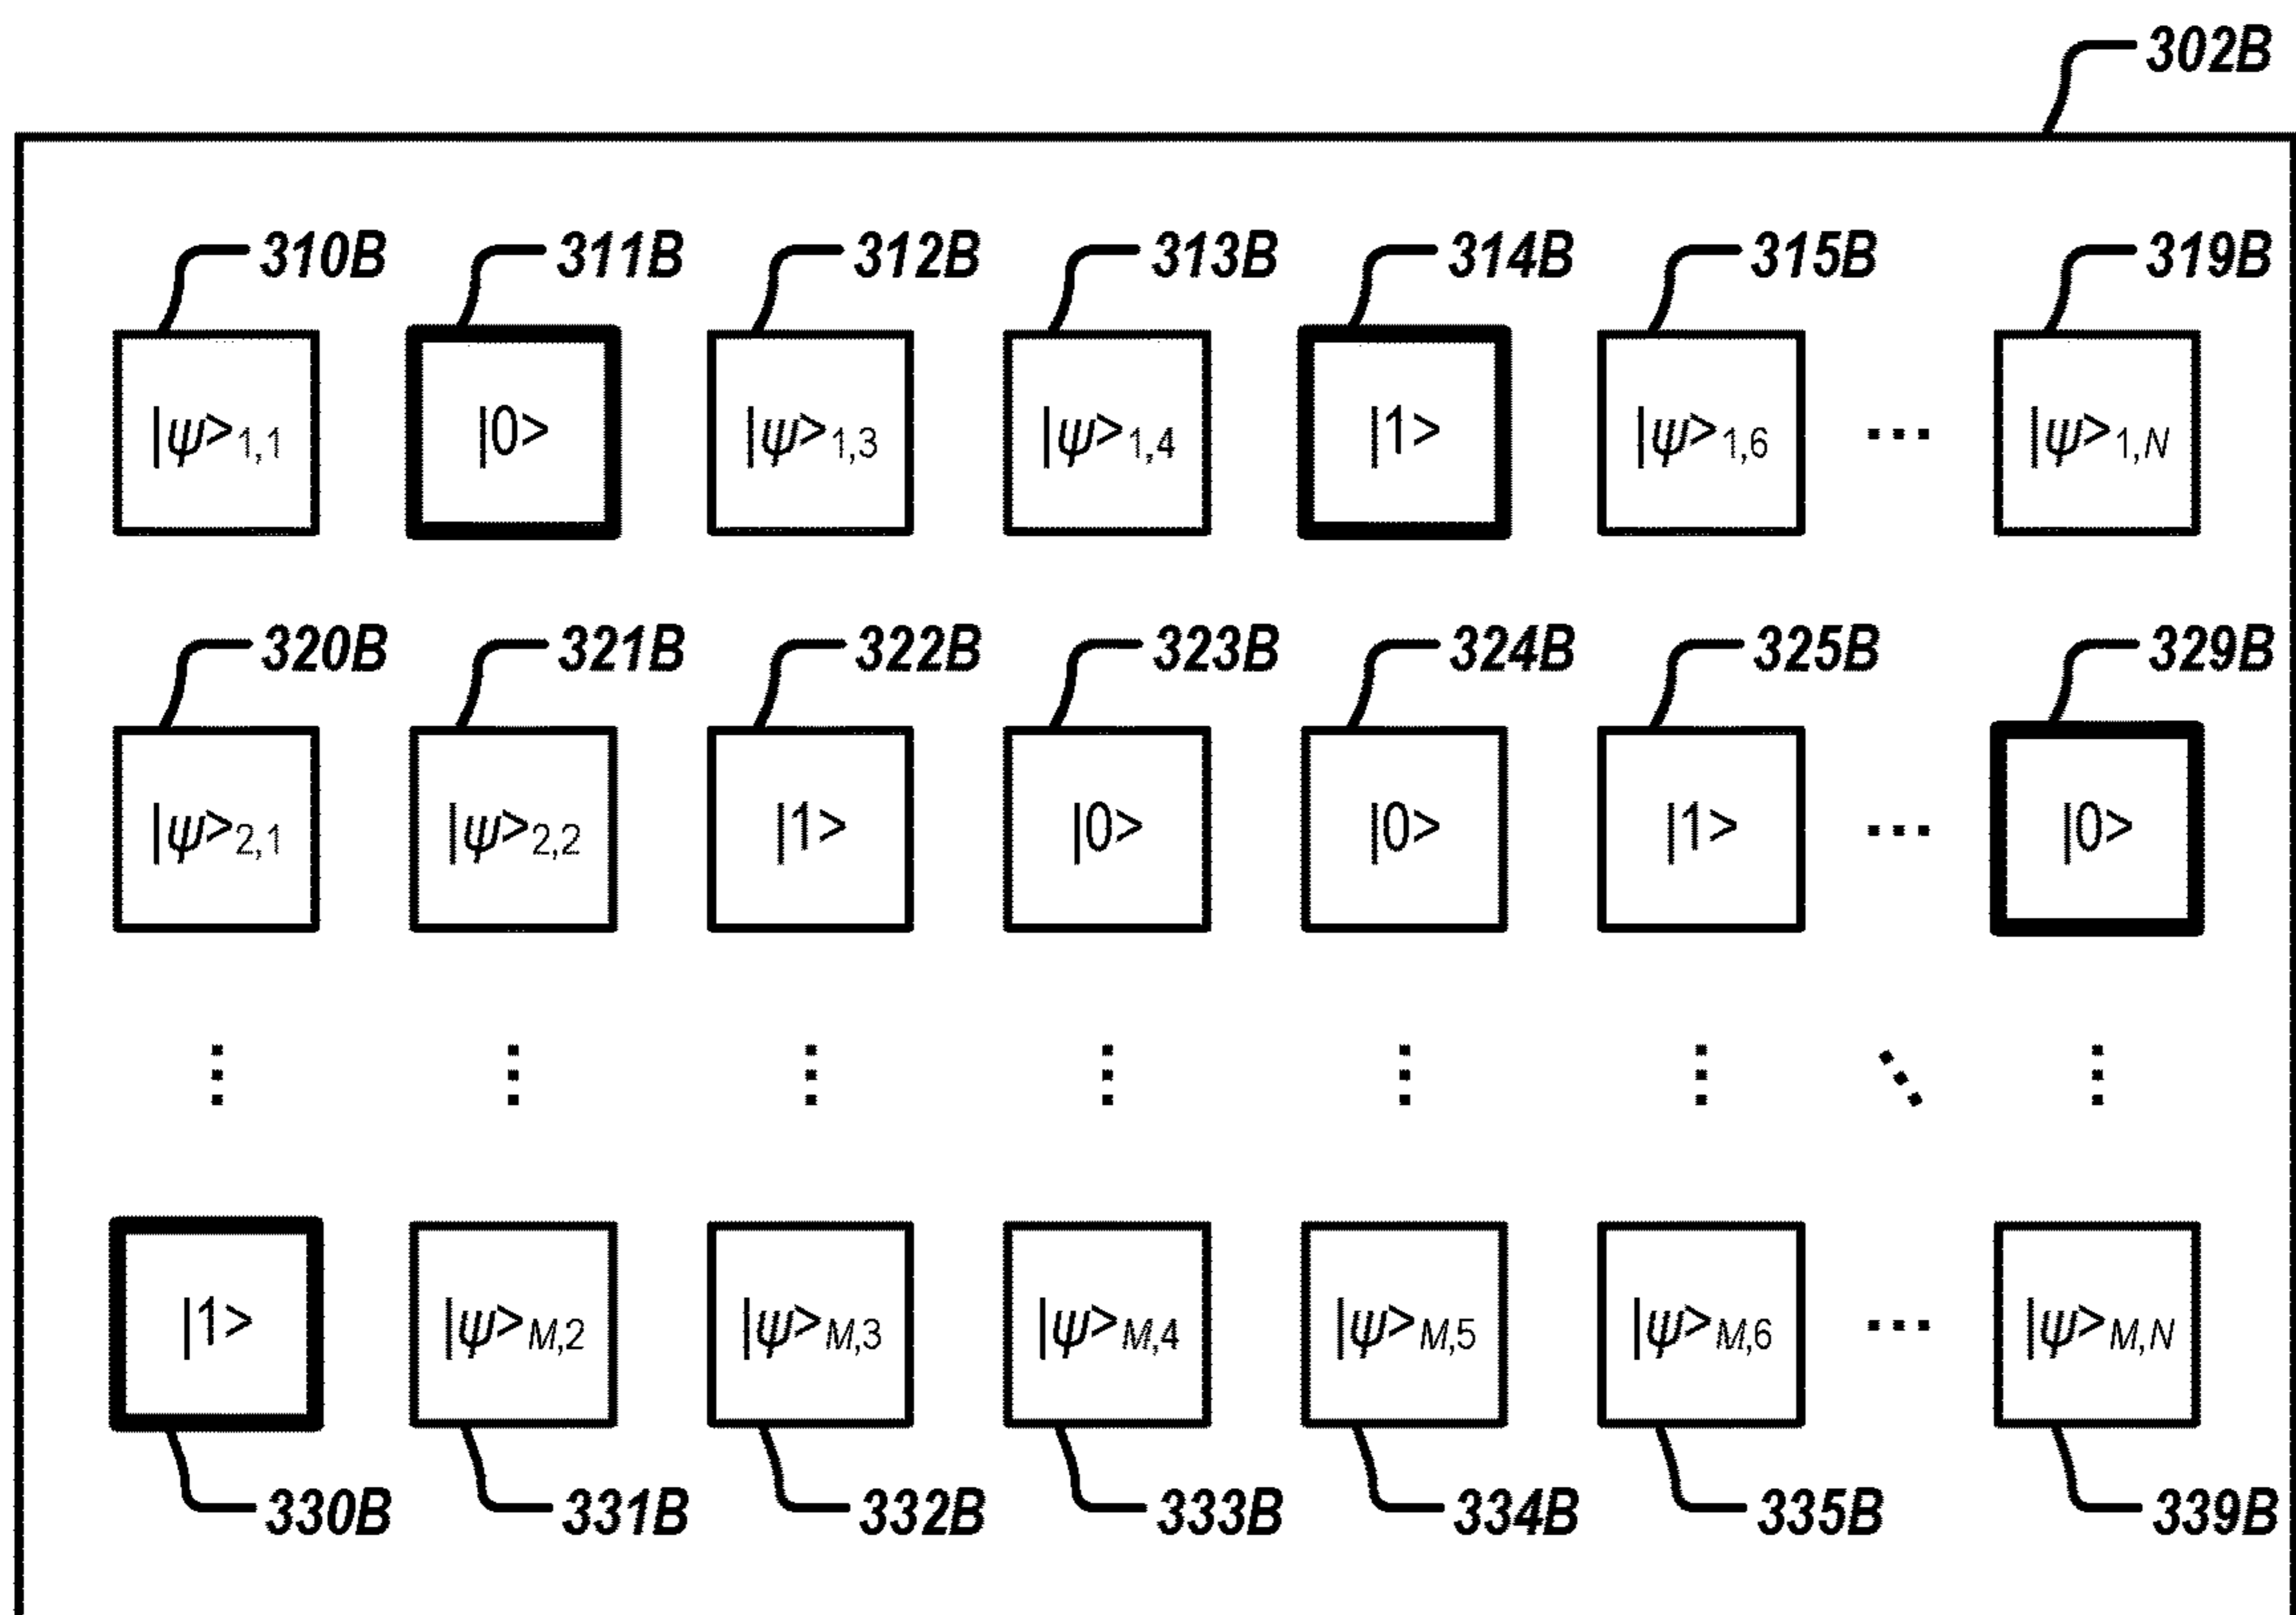 302B
310B 311B 312B 313B 314B 315B 319B
|ψ>1,1 |0> |ψ>1,3 |ψ>1,4 |1> |ψ>1,6 ... |ψ>1,N
320B 321B 322B 323B 324B 325B 329B
|ψ>2,1 |ψ>2,2 |1> |0> |0> |1> ... |0>
|1> |ψ>M,2 |ψ>M,3 |ψ>M,4 |ψ>M,5 |ψ>M,6 ... |ψ>M,N
330B 331B 332B 333B 334B 335B 339B